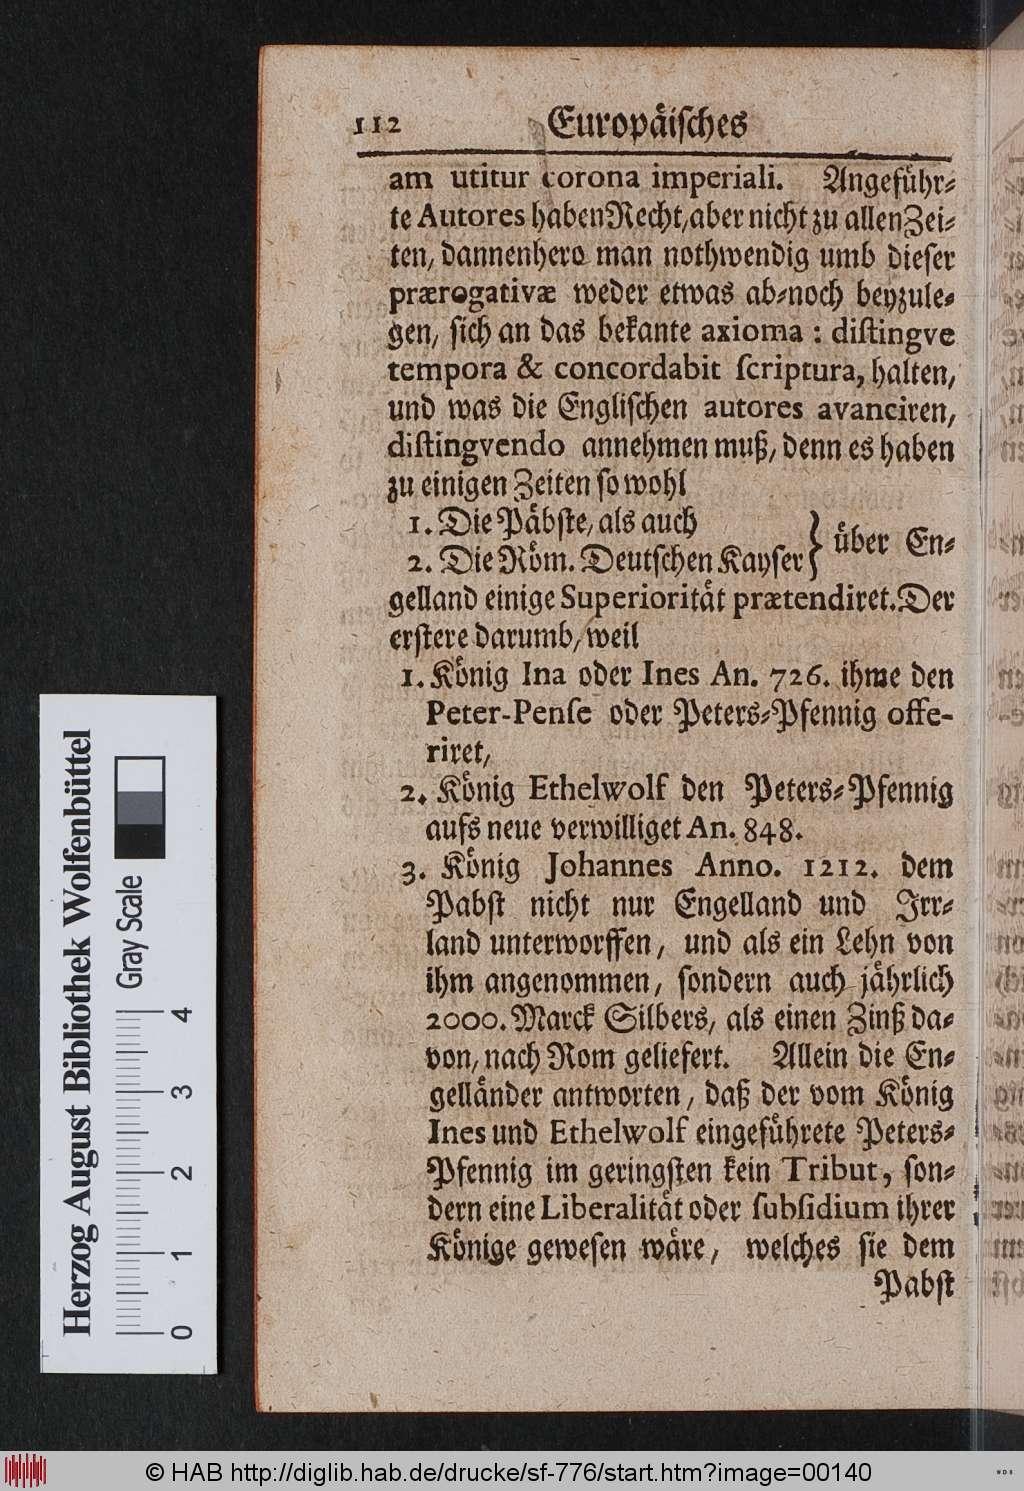 112 Europäiſches
am utitur corona imperiali. Angeführ⸗
te Autores haben Recht, aber nicht zu allen Zei⸗
ten, dannenhero man nothwendig umb dieſer
prærogativæ weder etwas ab⸗noch beyzule⸗
gen, ſich an das bekante axioma : diſtingve
tempora & concordabit ſcriptura, halten,
und was die Engliſchen autores avanciren,
diſtingvendo annehmen muß, denn es haben
zu einigen Zeiten ſo wohl
1. Die Päbſte, als auch
2. Die Röm. Deutſchen Kayſer } über En⸗
gelland einige Superiorität prætendiret. Der
erſtere darumb, weil
1. König Ina oder Ines An. 726. ihme den
Peter-Penſe oder Peters⸗Pfennig offe-
riret,
2. König Ethelwolf den Peters⸗Pfennig
aufs neue verwilliget An. 848.
3. König Johannes Anno. 1212. dem
Pabſt nicht nur Engelland und Irr⸗
land unterworffen, und als ein Lehn von
ihm angenommen, ſondern auch jährlich
2000. Marck Silbers, als einen Zinß da⸗
von, nach Rom geliefert. Allein die En⸗
gelländer antworten, daß der vom König
Ines und Ethelwolf eingeführete Peters⸗
Pfennig im geringſten kein Tribut, ſon⸗
dern eine Liberalität oder ſubſidium ihrer
Könige geweſen wäre, welches ſie dem
Pabſt
Herzog August Bibliothek Wolfenbüttel
Gray Scale
0 1 2 3 4
© HAB http://diglib.hab.de/drucke/sf-776/start.htm?image=00140